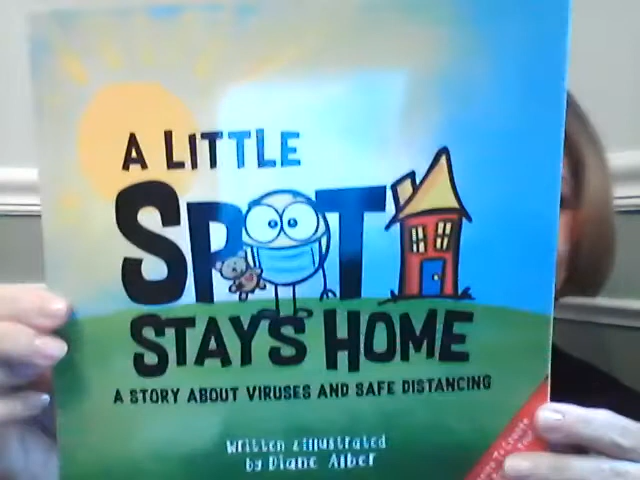 A LITTLE
SPOT
STAYS HOME
A STORY ABOUT VIRUSES AND SAFE DISTANCING
Written & Illustrated
by Diane Alber